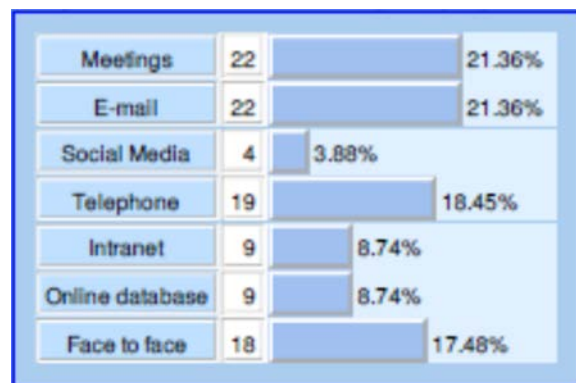 Meetings 22 21.36%
E-mail 22 21.36%
Social Media 4 3.88%
Telephone 19 18.45%
Intranet 9 8.74%
Online database 9 8.74%
Face to face 18 17.48%